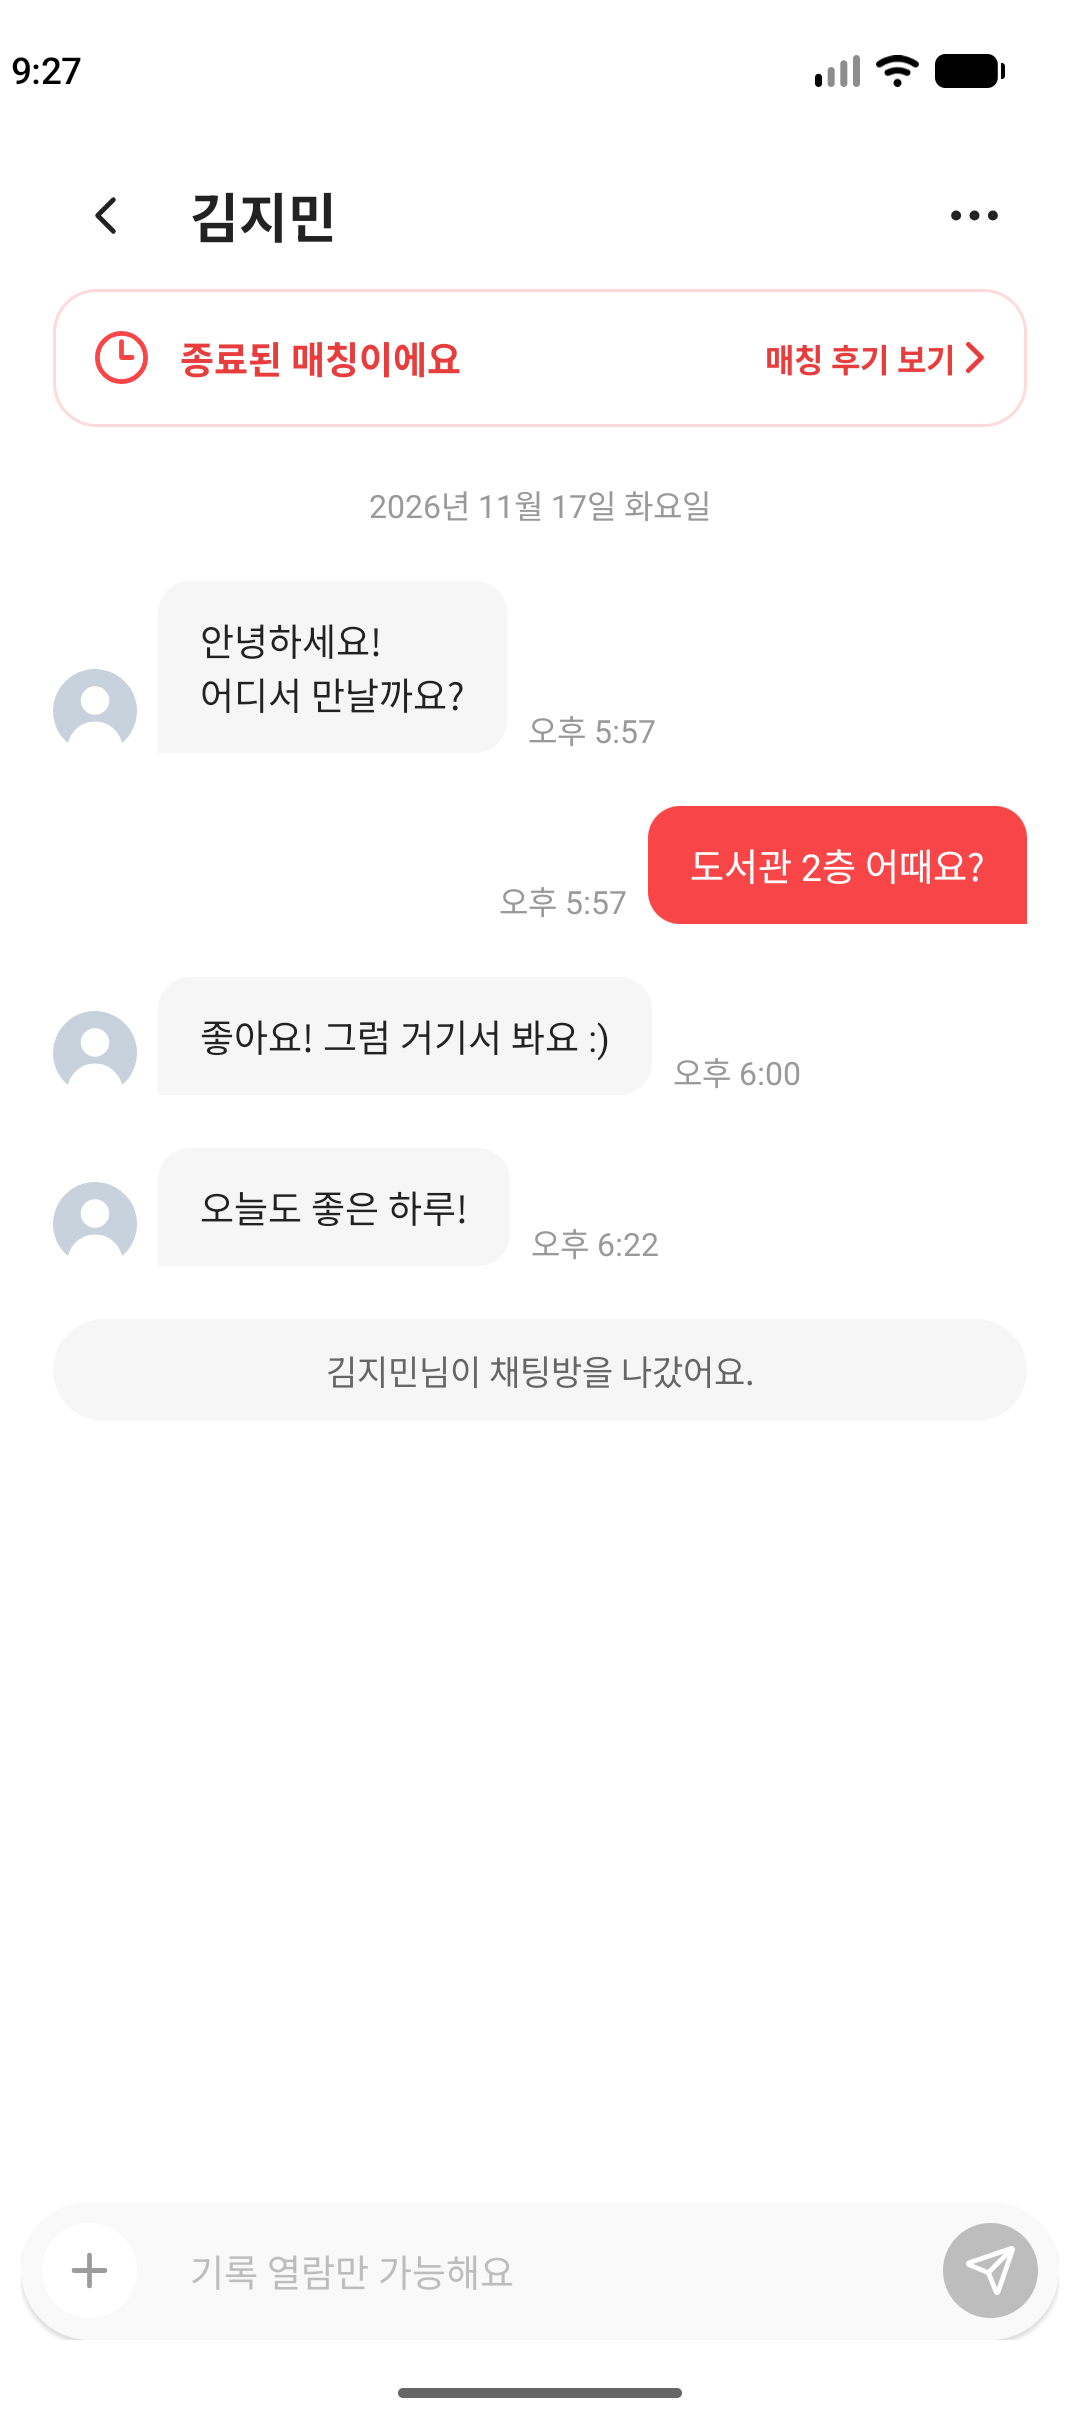 9:27
김지민
종료된 매칭이에요
매칭 후기 보기
2026년 11월 17일 화요일
안녕하세요!
어디서 만날까요?
오후 5:57
도서관 2층 어때요?
오후 5:57
좋아요! 그럼 거기서 봐요 :)
오후 6:00
오늘도 좋은 하루!
오후 6:22
김지민님이 채팅방을 나갔어요.
기록 열람만 가능해요